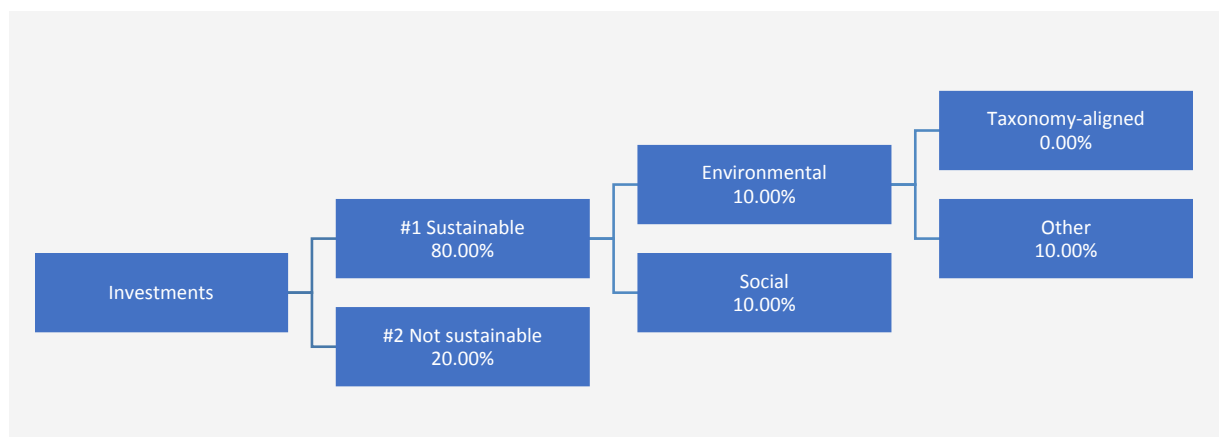 Investments
#1 Sustainable
80.00%
#2 Not sustainable
20.00%
Environmental
10.00%
Social
10.00%
Taxonomy-aligned
0.00%
Other
10.00%